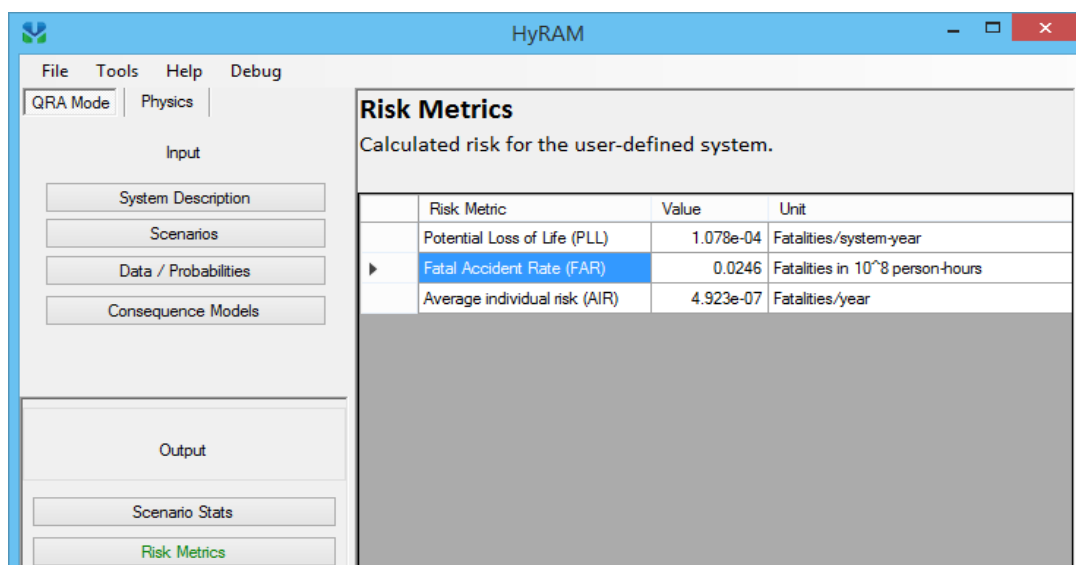 HyRAM
File Tools Help Debug
QRA Mode Physics
Input
System Description
Scenarios
Data / Probabilities
Consequence Models
Output
Scenario Stats
Risk Metrics
Risk Metrics
Calculated risk for the user-defined system.
Risk Metric Value Unit
Potential Loss of Life (PLL) 1.078e-04 Fatalities/system-year
Fatal Accident Rate (FAR) 0.0246 Fatalities in 10^8 person-hours
Average individual risk (AIR) 4.923e-07 Fatalities/year